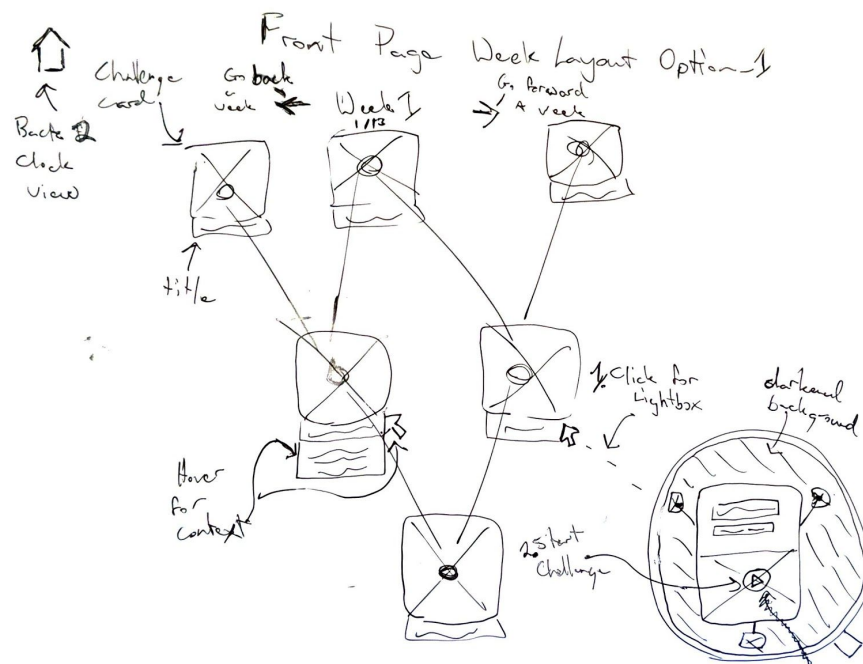 Front Page Week Layout Option-1
Challenge
card
Go back
a
week
Week 1
1/13
Go foreword
A week
Back 2
Clock
view
title
1. Click for
Lightbox
darkened
background
Hover
for
context
2. Start
Challenge